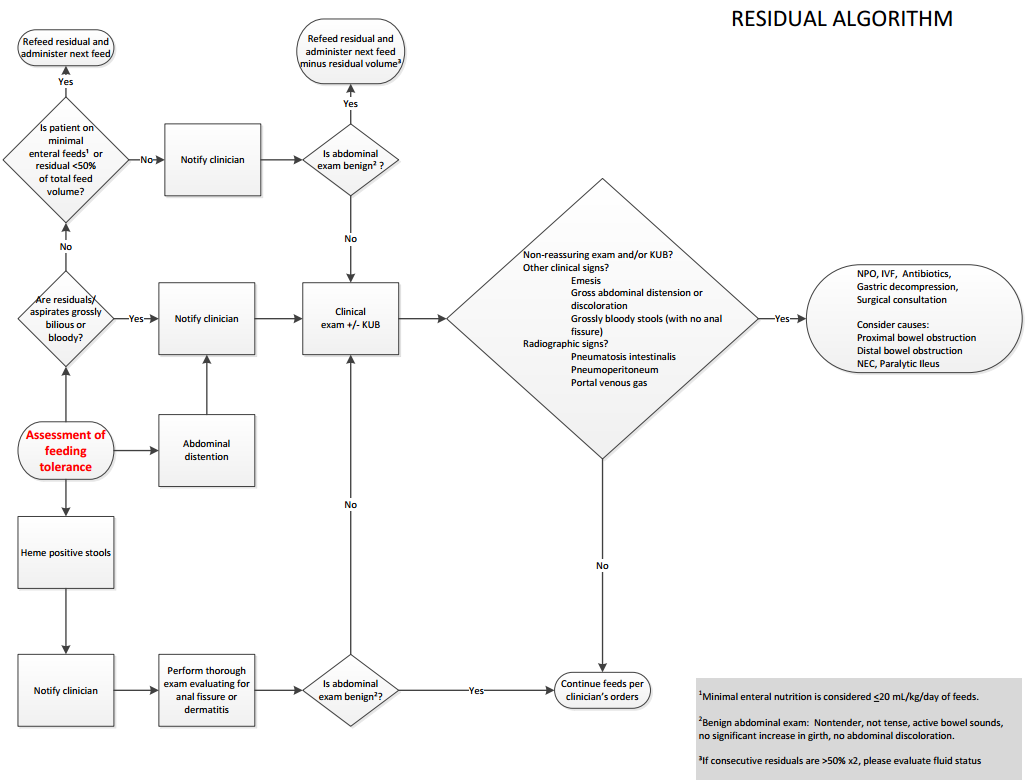 RESIDUAL ALGORITHM
Refeed residual and
administer next feed
Refeed residual and
administer next feed
minus residual volume³
Yes
Yes
Is patient on
minimal
enteral feeds¹ or
residual <50%
of total feed
volume?
No
Notify clinician
Is abdominal
exam benign² ?
No
No
Are residuals/
aspirates grossly
bilious or
bloody?
Yes
Notify clinician
Clinical
exam +/- KUB
Non-reassuring exam and/or KUB?
Other clinical signs?
Emesis
Gross abdominal distension or
discoloration
Grossly bloody stools (with no anal
fissure)
Radiographic signs?
Pneumatosis intestinalis
Pneumoperitoneum
Portal venous gas
Yes
NPO, IVF, Antibiotics,
Gastric decompression,
Surgical consultation
Consider causes:
Proximal bowel obstruction
Distal bowel obstruction
NEC, Paralytic Ileus
Assessment of
feeding
tolerance
Abdominal
distention
No
No
Heme positive stools
Notify clinician
Perform thorough
exam evaluating for
anal fissure or
dermatitis
Is abdominal
exam benign²?
Yes
Continue feeds per
clinician's orders
¹Minimal enteral nutrition is considered ≤20 mL/kg/day of feeds.
²Benign abdominal exam: Nontender, not tense, active bowel sounds,
no significant increase in girth, no abdominal discoloration.
³If consecutive residuals are >50% x2, please evaluate fluid status